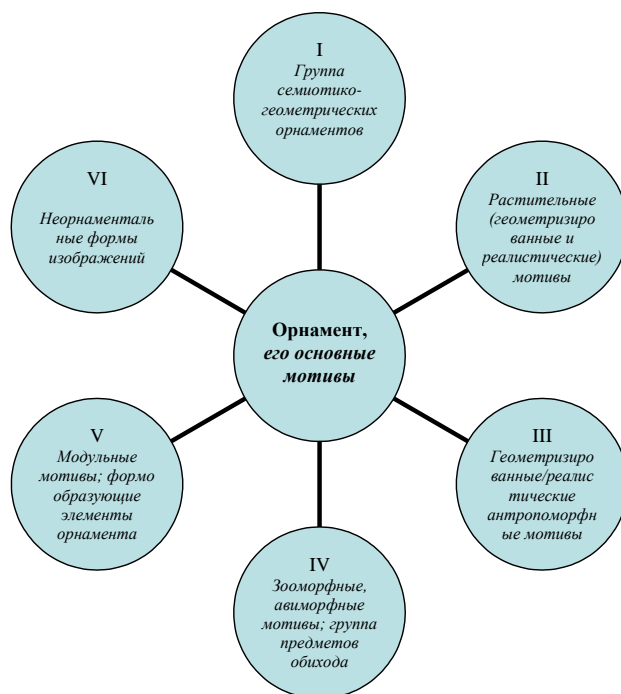 I
Группа
семиотико-
геометрических
орнаментов
II
Растительные
(геометризиро
ванные и
реалистические)
мотивы
III
Геометризиро
ванные/реалис
тические
антропоморфн
ые мотивы
IV
Зооморфные,
авиморфные
мотивы; группа
предметов
обихода
V
Модульные
мотивы; формо
образующие
элементы
орнамента
VI
Неорнаменталь
ные формы
изображений
Орнамент,
его основные
мотивы